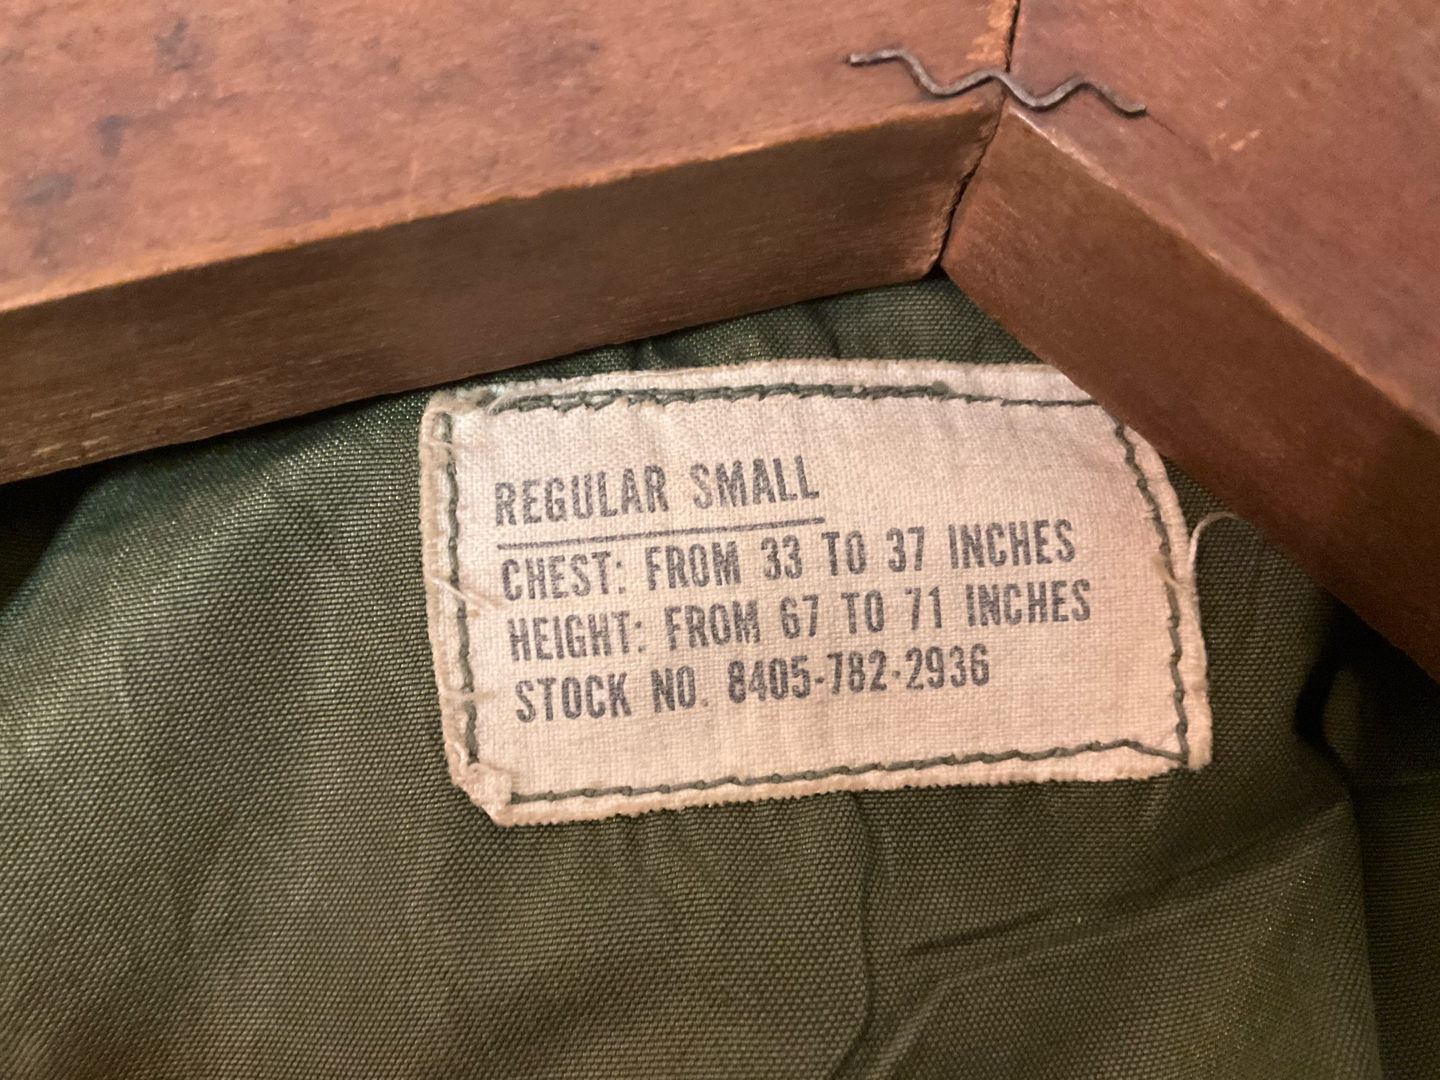 REGULAR SMALL
CHEST: FROM 33 TO 37 INCHES
HEIGHT: FROM 67 TO 71 INCHES
STOCK NO. 8405-782-2936